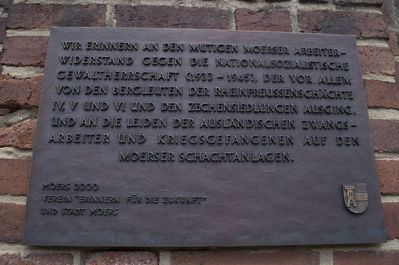 WIR ERINNERN AN DEN MUTIGEN MOERSER ARBEITER-
WIDERSTAND GEGEN DIE NATIONALSOZIALISTISCHE
GEWALTHERRSCHAFT (1933 - 1945), DER VOR ALLEM
VON DEN BERGLEUTEN DER RHEINPREUSSENSCHÄCHTE
IV, V UND VI UND DEN ZECHENSIEDLUNGEN AUSGING,
UND AN DIE LEIDEN DER AUSLÄNDISCHEN ZWANGS-
ARBEITER UND KRIEGSGEFANGENEN AUF DEN
MOERSER SCHACHTANLAGEN.
MOERS 2000
VEREIN "ERINNERN FÜR DIE ZUKUNFT"
UND STADT MOERS